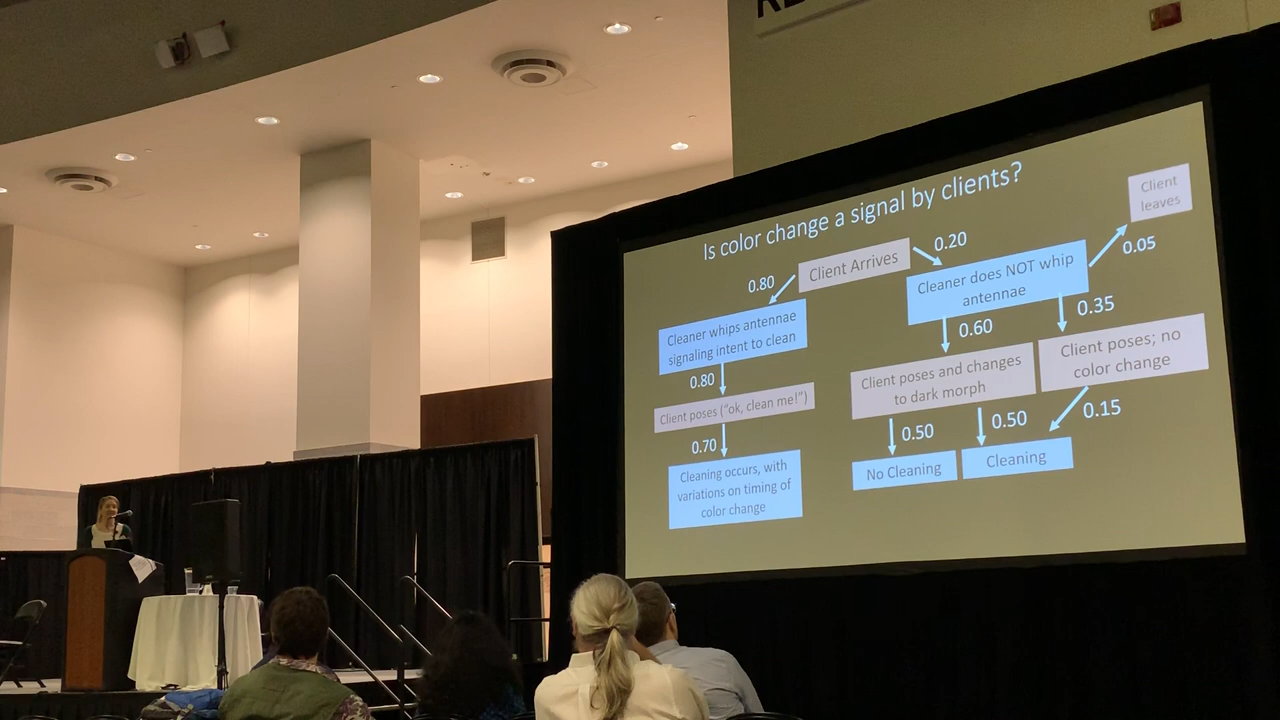 Is color change a signal by clients?
Client
leaves
Client Arrives
0.20
0.05
0.80
Cleaner does NOT whip
antennae
Cleaner whips antennae
signaling intent to clean
0.60
0.35
0.80
Client poses and changes
to dark morph
Client poses; no
color change
Client poses ("ok, clean me!")
0.70
0.50
0.50
0.15
Cleaning occurs, with
variations on timing of
color change
No Cleaning
Cleaning